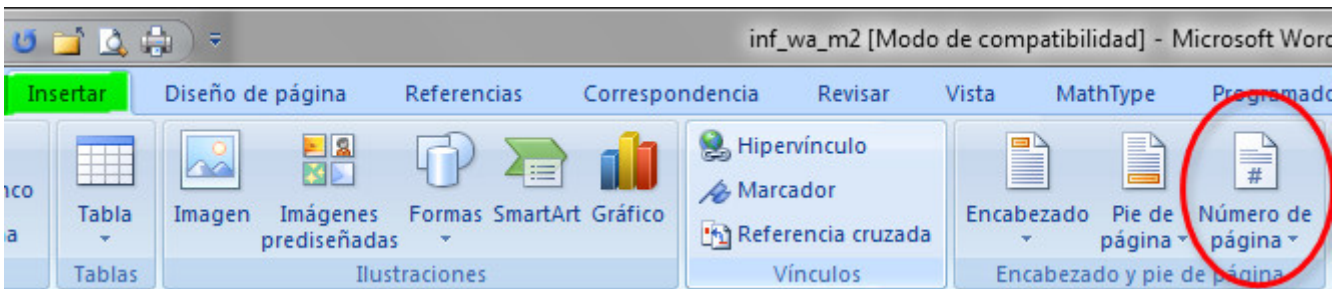 inf_wa_m2 [Modo de compatibilidad] - Microsoft Word
Insertar Diseño de página Referencias Correspondencia Revisar Vista MathType Programado
nco
a
Tabla
Tablas
Imagen
Imágenes
prediseñadas
Formas
SmartArt
Gráfico
Ilustraciones
Hipervínculo
Marcador
Referencia cruzada
Vínculos
Encabezado
Pie de
página
#
Número de
página
Encabezado y pie de página